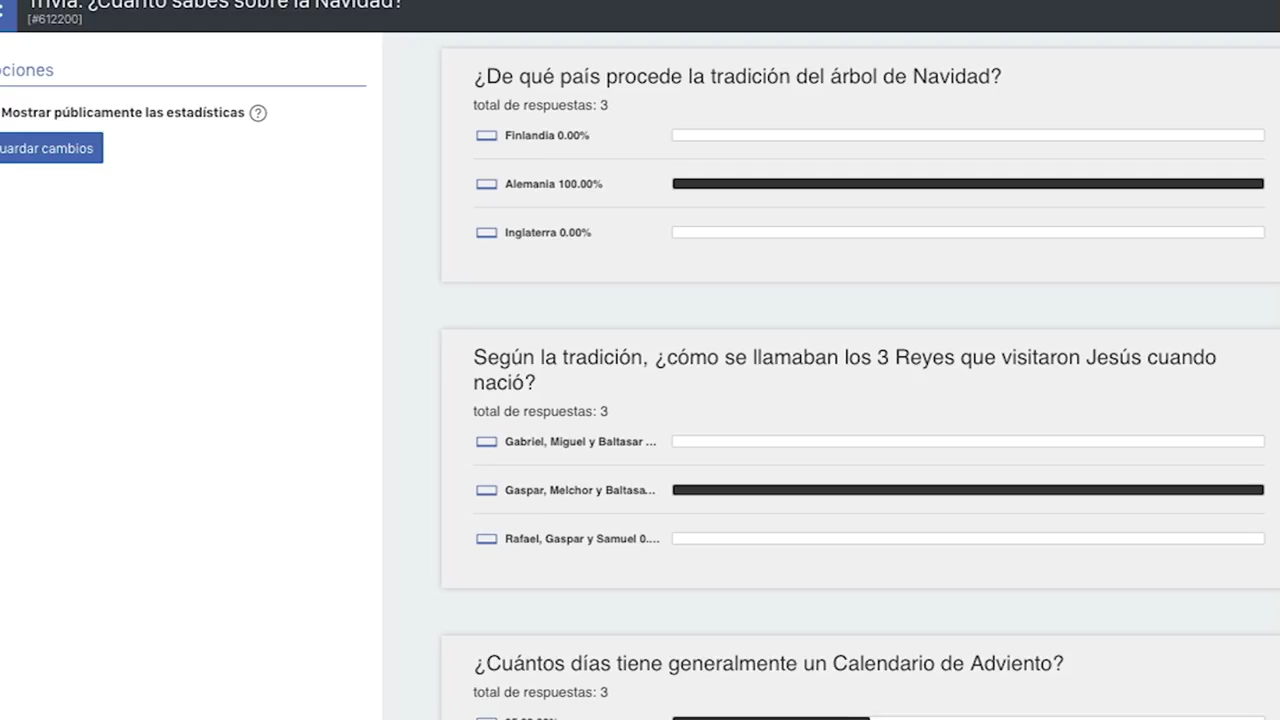 Trivia: ¿Cuánto sabes sobre la Navidad?
[#612200]
ciones
Mostrar públicamente las estadísticas ?
uardar cambios
¿De qué país procede la tradición del árbol de Navidad?
total de respuestas: 3
Finlandia 0.00%
Alemania 100.00%
Inglaterra 0.00%
Según la tradición, ¿cómo se llamaban los 3 Reyes que visitaron Jesús cuando
nació?
total de respuestas: 3
Gabriel, Miguel y Baltasar ...
Gaspar, Melchor y Baltasa...
Rafael, Gaspar y Samuel 0....
¿Cuántos días tiene generalmente un Calendario de Adviento?
total de respuestas: 3